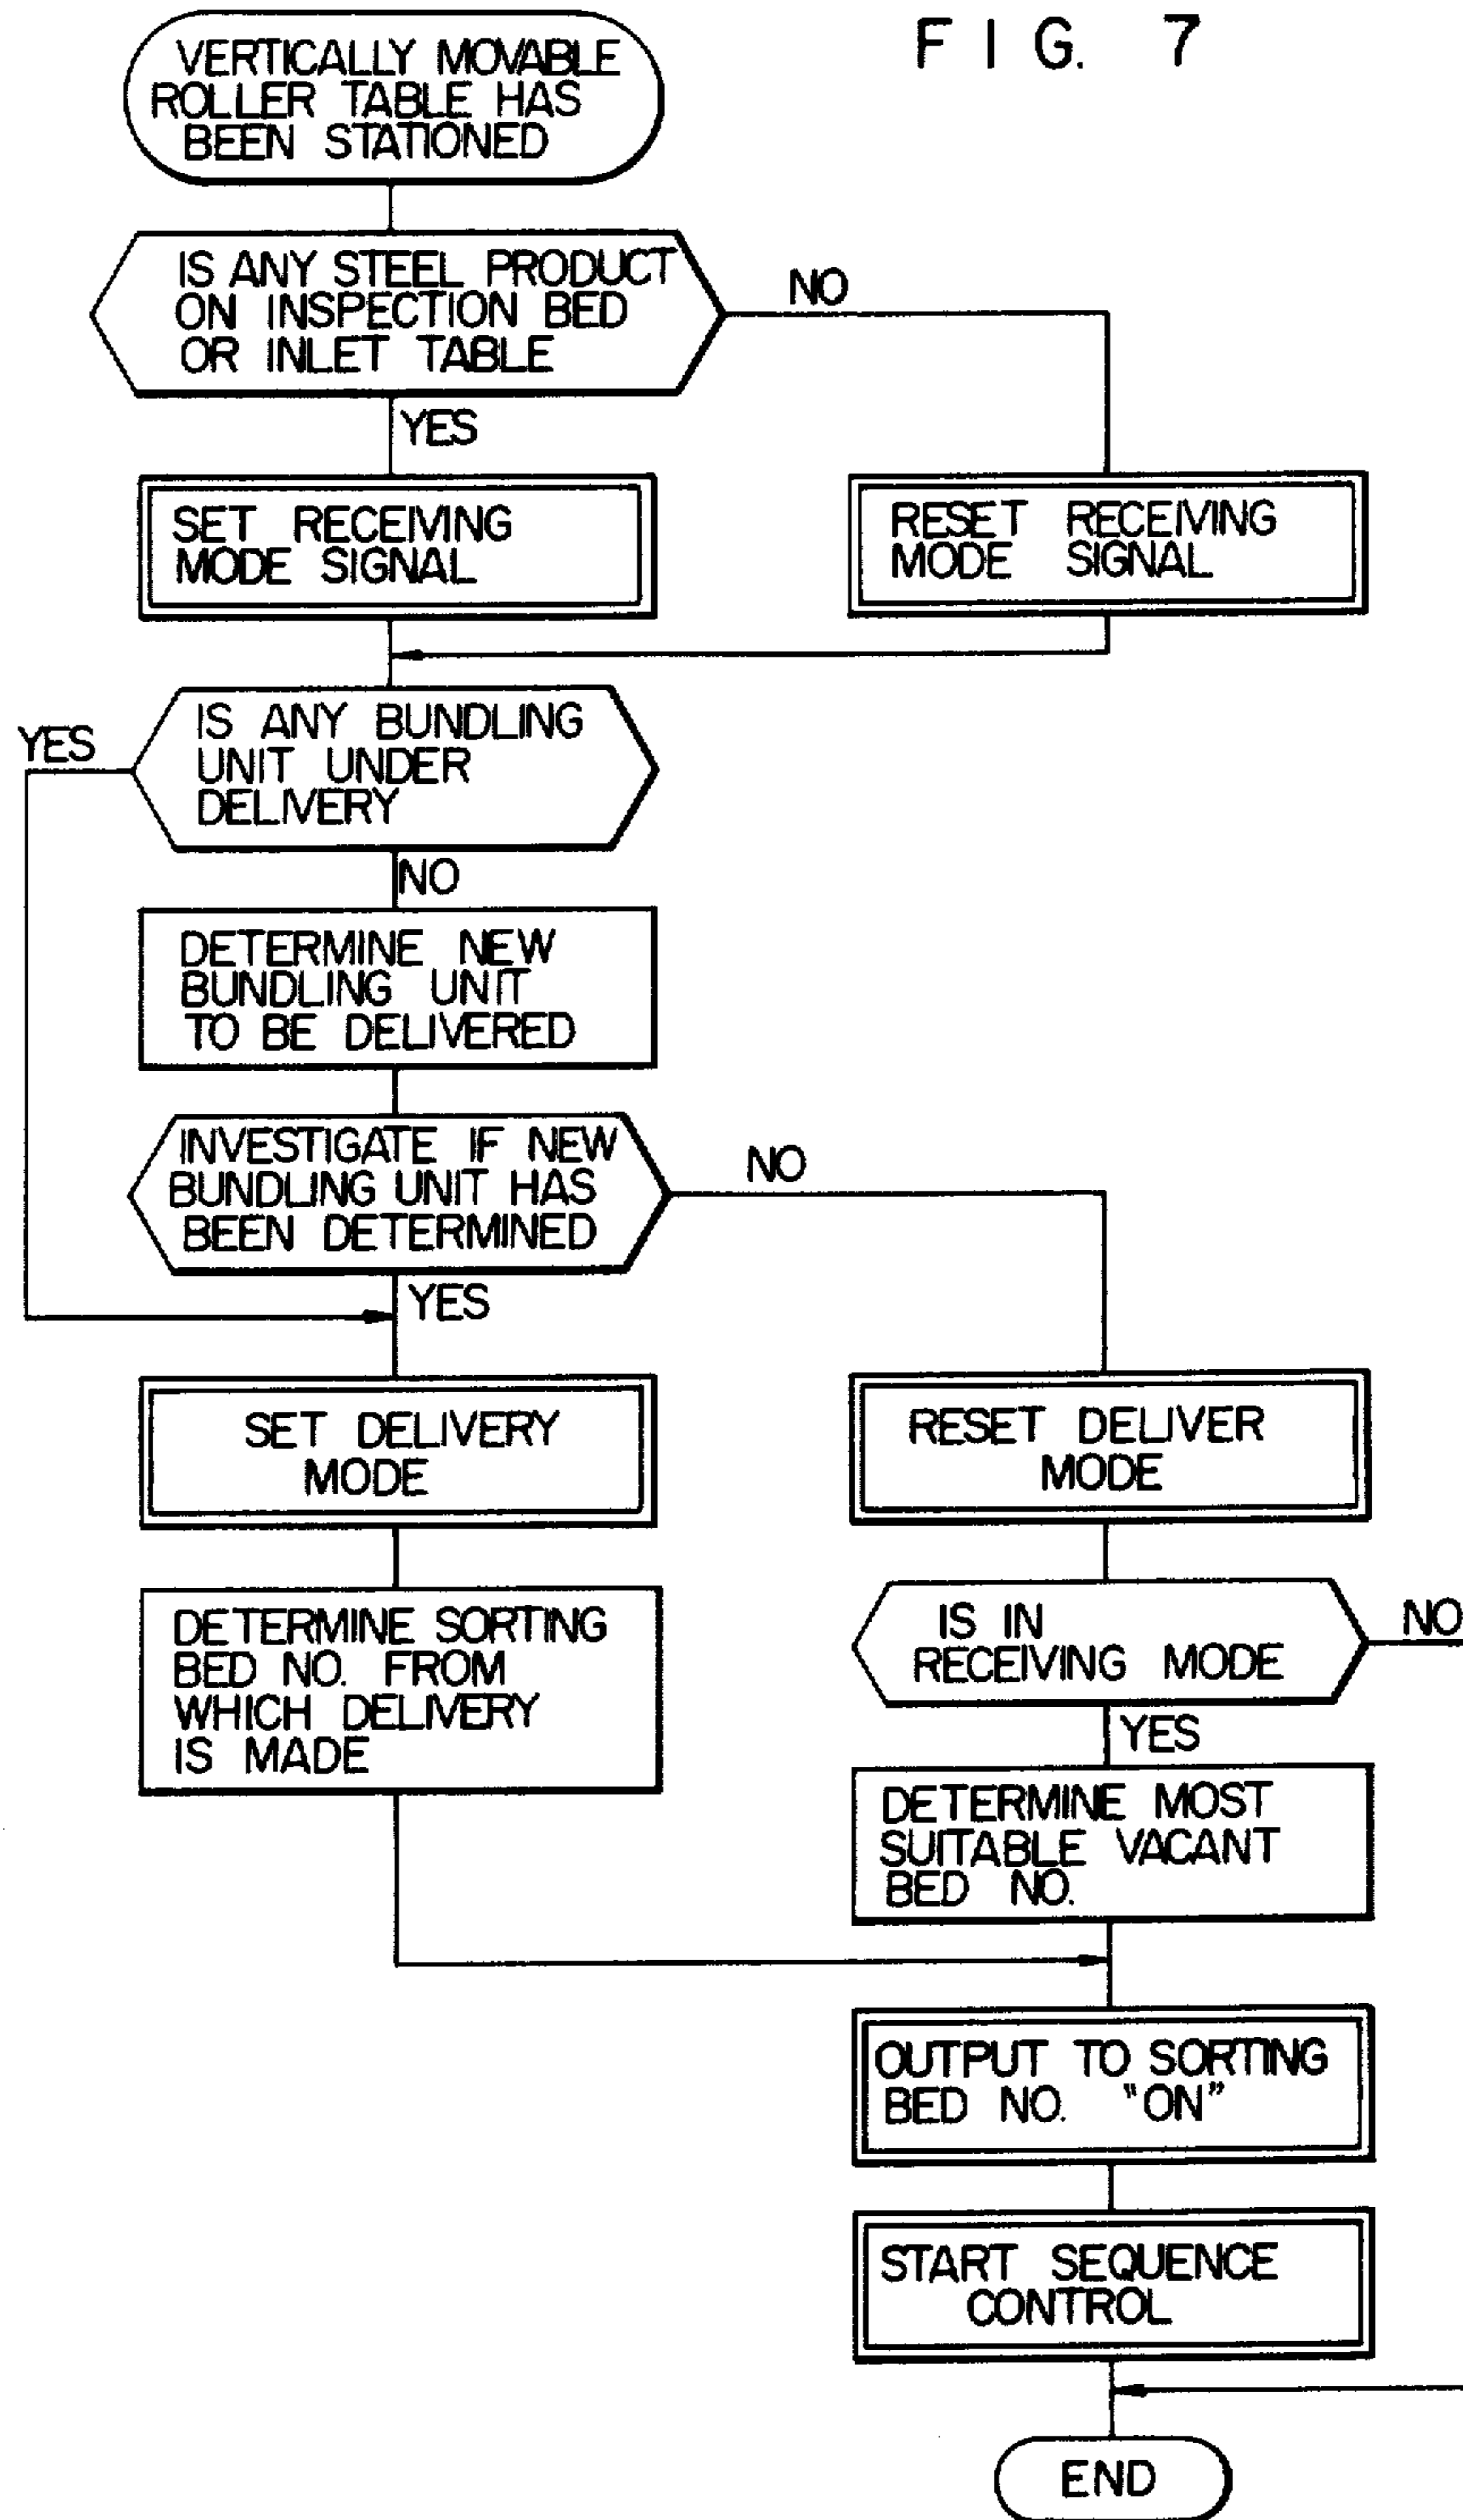 F I G. 7
VERTICALLY MOVABLE
ROLLER TABLE HAS
BEEN STATIONED
IS ANY STEEL PRODUCT
ON INSPECTION BED
OR INLET TABLE
NO
YES
SET RECEIVING
MODE SIGNAL
RESET RECEIVING
MODE SIGNAL
IS ANY BUNDLING
UNIT UNDER
DELIVERY
YES
NO
DETERMINE NEW
BUNDLING UNIT
TO BE DELIVERED
INVESTIGATE IF NEW
BUNDLING UNIT HAS
BEEN DETERMINED
NO
YES
SET DELIVERY
MODE
RESET DELIVER
MODE
DETERMINE SORTING
BED NO. FROM
WHICH DELIVERY
IS MADE
IS IN
RECEIVING MODE
NO
YES
DETERMINE MOST
SUITABLE VACANT
BED NO.
OUTPUT TO SORTING
BED NO. "ON"
START SEQUENCE
CONTROL
END